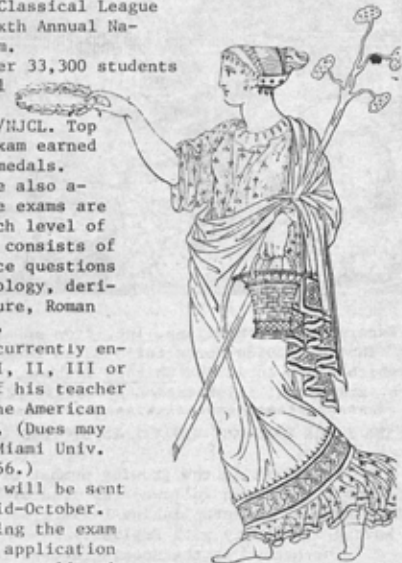 Classical League
xth Annual Na-
m.
er 33,300 students
l
/NJCL. Top
xam earned
medals.
e also a-
e exams are
ch level of
consists of
ce questions
ology, deri-
ure, Roman
currently en-
I, II, III or
f his teacher
he American
. (Dues may
Miami Univ.
56.)
will be sent
id-October.
ing the exam
application